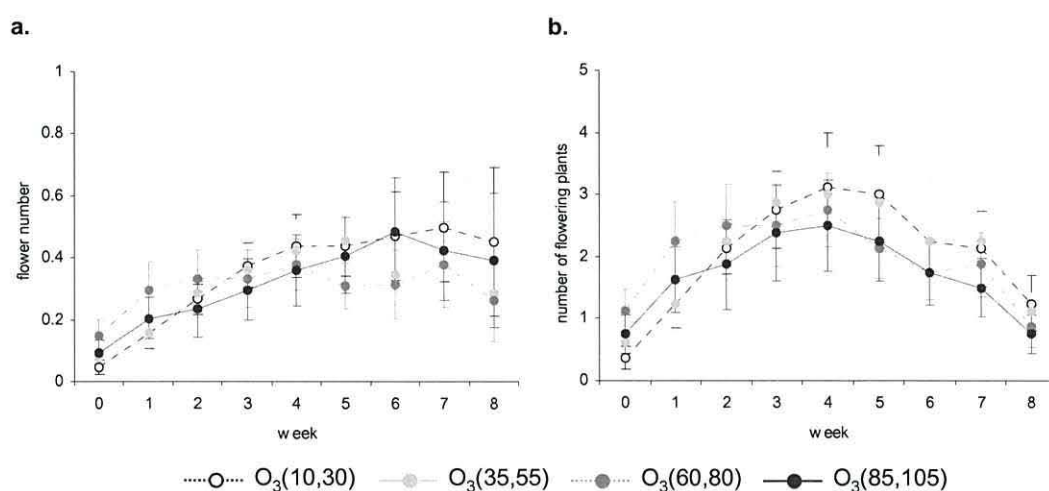 a.
b.
1
0.8
0.6
0.4
0.2
0
flower number
0 1 2 3 4 5 6 7 8
week
5
4
3
2
1
0
number of flowering plants
0 1 2 3 4 5 6 7 8
week
O₃(10,30) O₃(35,55) O₃(60,80) O₃(85,105)